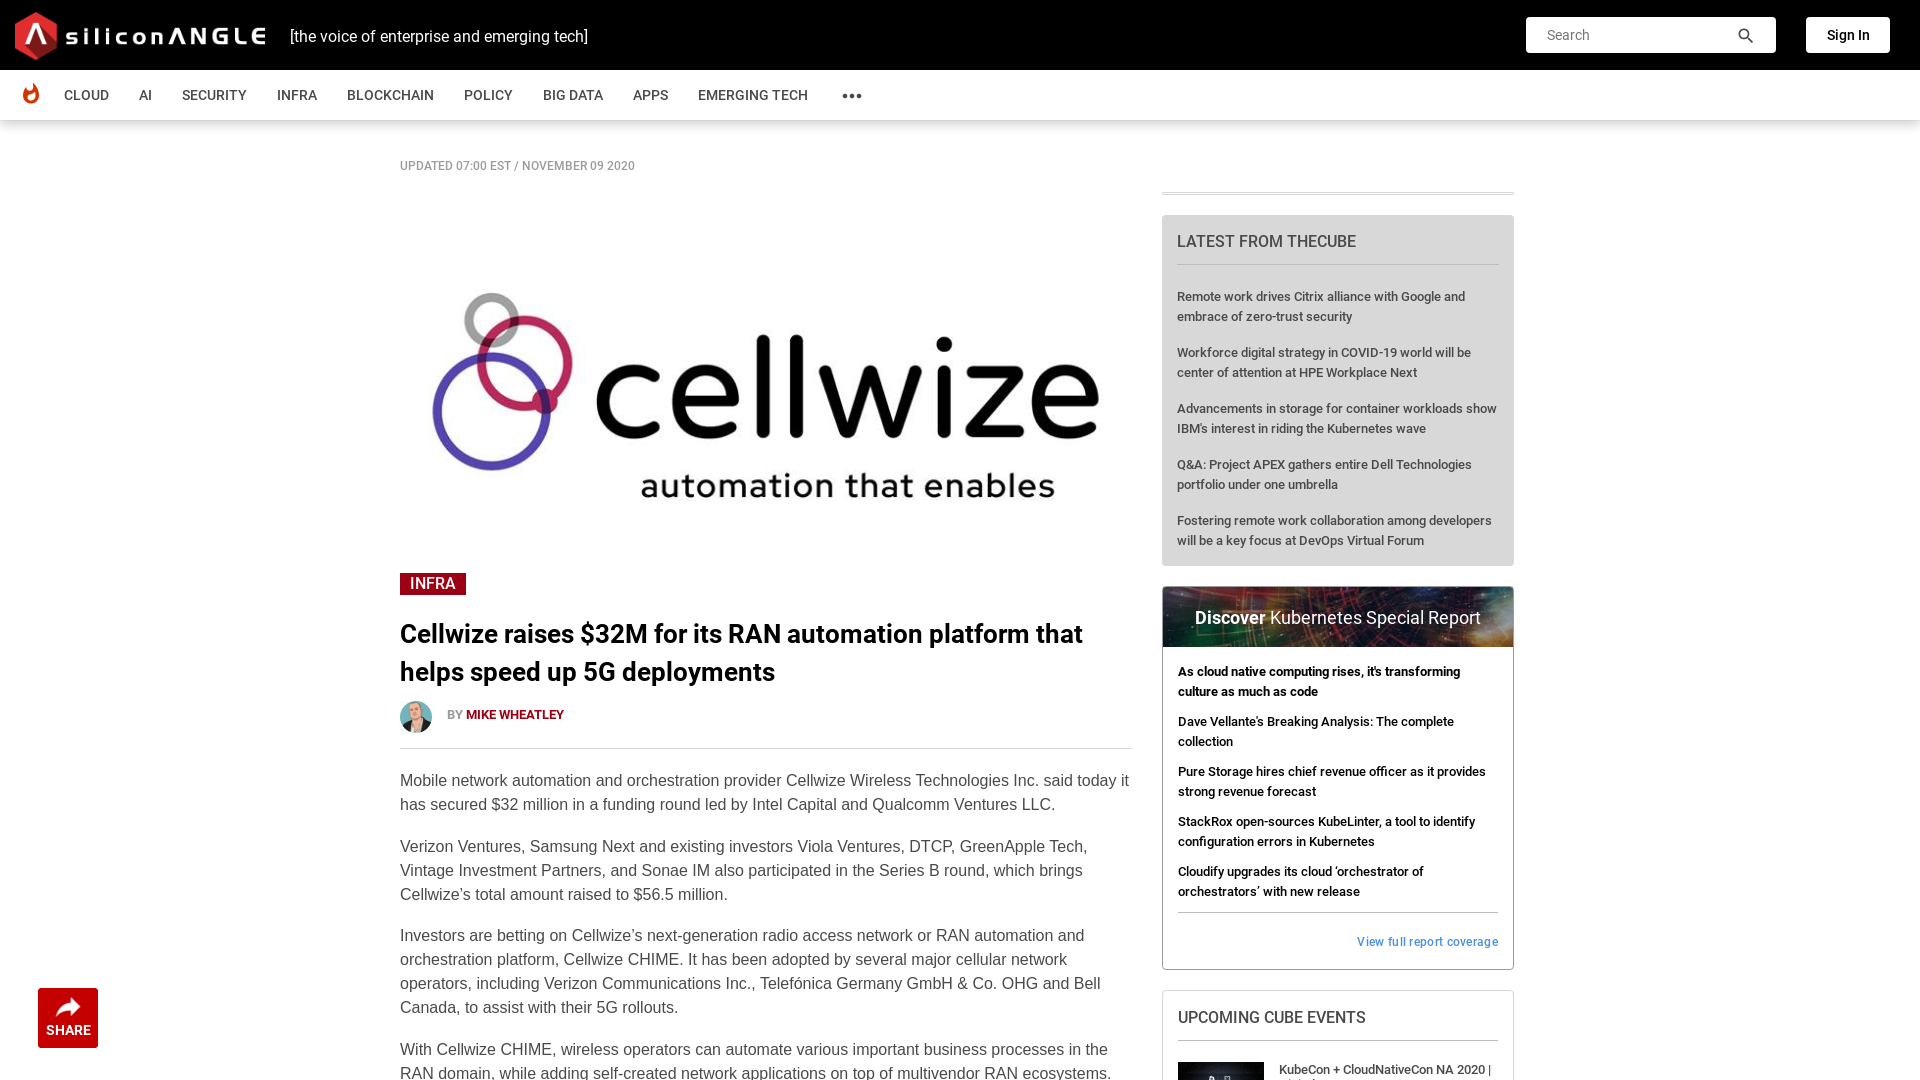 siliconANGLE
[the voice of enterprise and emerging tech]
Search
Sign In
CLOUD
AI
SECURITY
INFRA
BLOCKCHAIN
POLICY
BIG DATA
APPS
EMERGING TECH
UPDATED 07:00 EST / NOVEMBER 09 2020
cellwize
automation that enables
INFRA
Cellwize raises $32M for its RAN automation platform that
helps speed up 5G deployments
BY MIKE WHEATLEY
Mobile network automation and orchestration provider Cellwize Wireless Technologies Inc. said today it
has secured $32 million in a funding round led by Intel Capital and Qualcomm Ventures LLC.
Verizon Ventures, Samsung Next and existing investors Viola Ventures, DTCP, GreenApple Tech,
Vintage Investment Partners, and Sonae IM also participated in the Series B round, which brings
Cellwize’s total amount raised to $56.5 million.
Investors are betting on Cellwize’s next-generation radio access network or RAN automation and
orchestration platform, Cellwize CHIME. It has been adopted by several major cellular network
operators, including Verizon Communications Inc., Telefónica Germany GmbH & Co. OHG and Bell
Canada, to assist with their 5G rollouts.
With Cellwize CHIME, wireless operators can automate various important business processes in the
RAN domain, while adding self-created network applications on top of multivendor RAN ecosystems.
SHARE
LATEST FROM THECUBE
Remote work drives Citrix alliance with Google and
embrace of zero-trust security
Workforce digital strategy in COVID-19 world will be
center of attention at HPE Workplace Next
Advancements in storage for container workloads show
IBM's interest in riding the Kubernetes wave
Q&A: Project APEX gathers entire Dell Technologies
portfolio under one umbrella
Fostering remote work collaboration among developers
will be a key focus at DevOps Virtual Forum
Discover Kubernetes Special Report
As cloud native computing rises, it's transforming
culture as much as code
Dave Vellante's Breaking Analysis: The complete
collection
Pure Storage hires chief revenue officer as it provides
strong revenue forecast
StackRox open-sources KubeLinter, a tool to identify
configuration errors in Kubernetes
Cloudify upgrades its cloud ‘orchestrator of
orchestrators’ with new release
View full report coverage
UPCOMING CUBE EVENTS
KubeCon + CloudNativeCon NA 2020 |